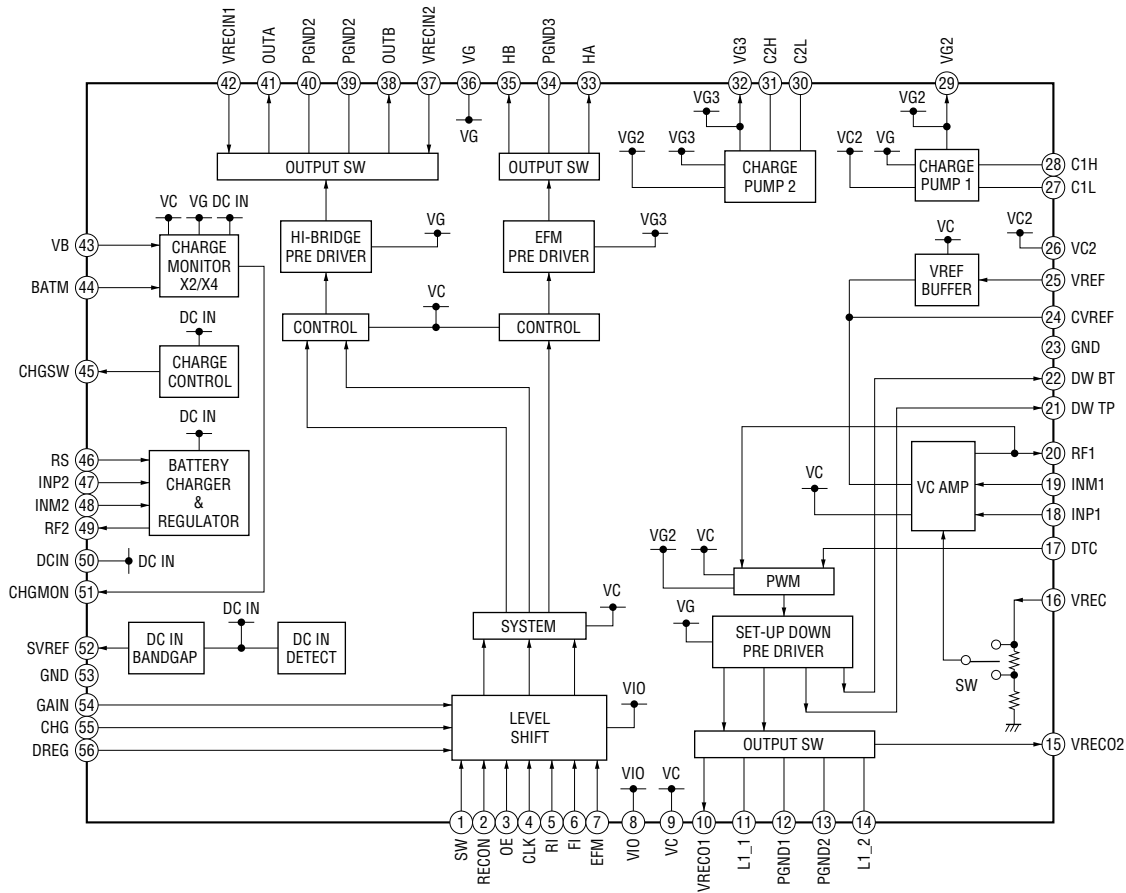 VRECIN1
OUTA
PGND2
PGND2
OUTB
VRECIN2
VG
HB
PGND3
HA
VG3
C2H
C2L
VG2
42
41
40
39
38
37
36
35
34
33
32
31
30
29
VG
VG3
VG2
VG3
VG2
VC2
VG
OUTPUT SW
OUTPUT SW
CHARGE
PUMP 2
CHARGE
PUMP 1
28 C1H
27 C1L
VC VG DC IN
VB 43
BATM 44
CHARGE
MONITOR
X2/X4
HI-BRIDGE
PRE DRIVER
VG
EFM
PRE DRIVER
VG3
VC
VC2
26 VC2
VREF
BUFFER
25 VREF
24 CVREF
23 GND
VC
CONTROL
CONTROL
DC IN
CHGSW 45
CHARGE
CONTROL
22 DW BT
21 DW TP
20 RF1
19 INM1
18 INP1
17 DTC
16 VREC
DC IN
RS 46
INP2 47
INM2 48
RF2 49
BATTERY
CHARGER
&
REGULATOR
VC AMP
VC
DCIN 50
DC IN
CHGMON 51
VG2
VC
PWM
VG
SET-UP DOWN
PRE DRIVER
SW
DC IN
SVREF 52
DC IN
BANDGAP
DC IN
DETECT
GND 53
SYSTEM
VC
GAIN 54
CHG 55
DREG 56
LEVEL
SHIFT
VIO
OUTPUT SW
15 VRECO2
VIO
VC
1
2
3
4
5
6
7
8
9
10
11
12
13
14
SW
RECON
OE
CLK
RI
FI
EFM
VIO
VC
VRECO1
L1_1
PGND1
PGND2
L1_2